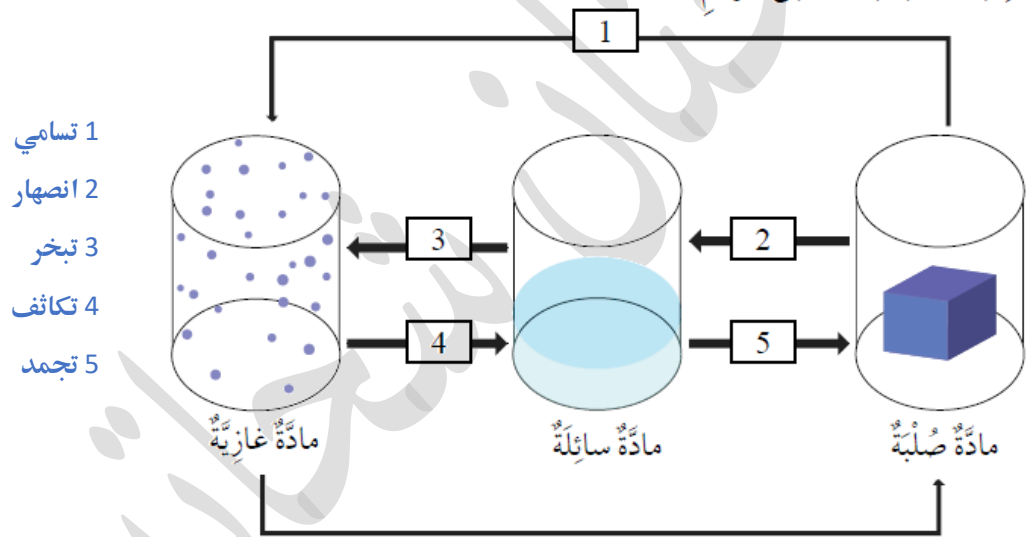 1
1 تسامي
2 انصهار
3 تبخر
4 تكاثف
5 تجمد
2
3
4
5
مادَّةٌ صُلْبَةٌ
مادَّةٌ سائِلَةٌ
مادَّةٌ غازِيَّةٌ